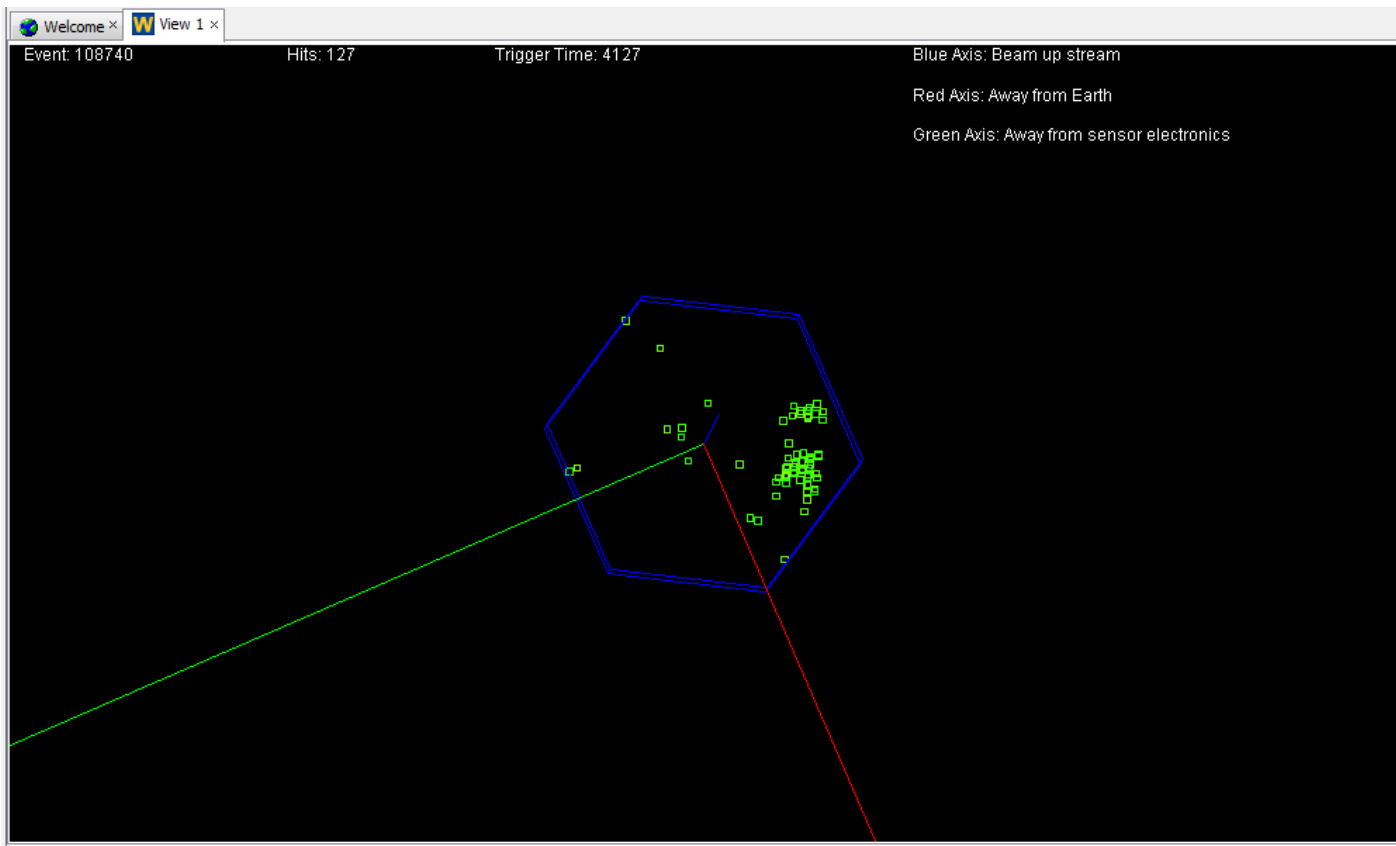 Welcome
View 1
Event: 108740 Hits: 127 Trigger Time: 4127 Blue Axis: Beam up stream
Red Axis: Away from Earth
Green Axis: Away from sensor electronics